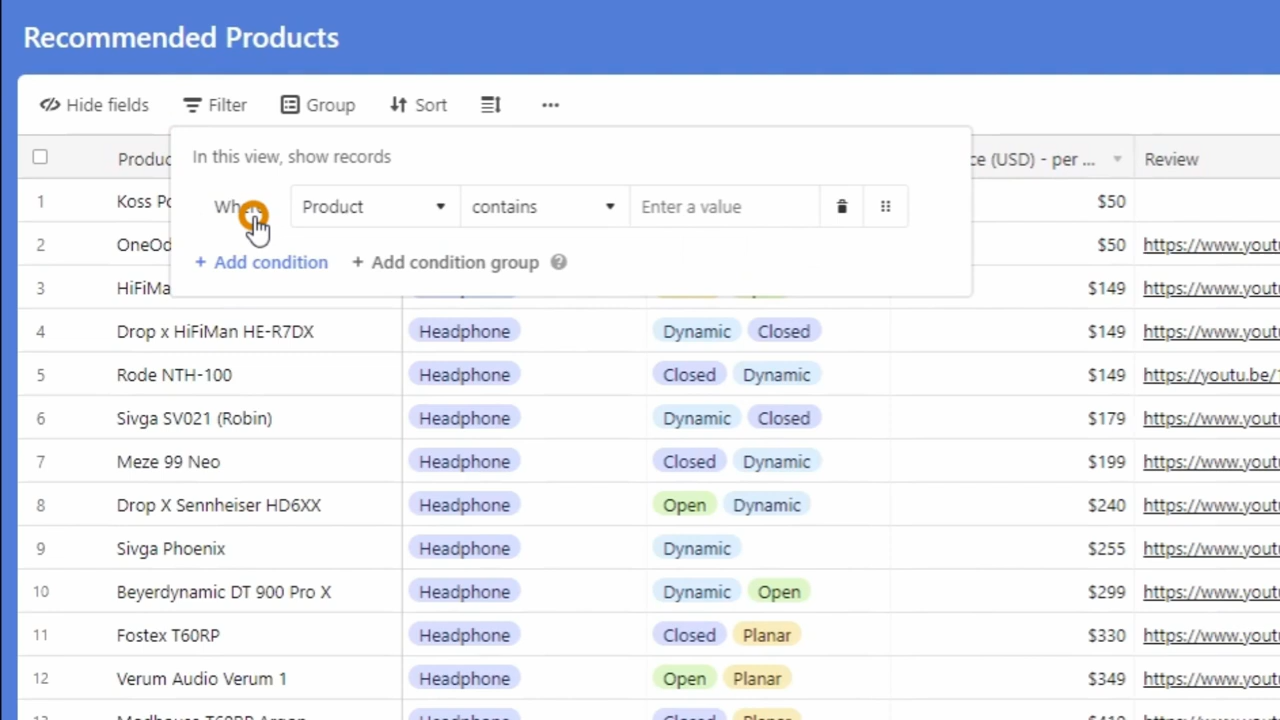 Recommended Products
Hide fields Filter Group Sort
In this view, show records
Produc ce (USD) - per ... Review
Where Product contains Enter a value
1 Koss Po $50
2 OneOd $50 https://www.yout
+ Add condition + Add condition group ?
3 HiFiMa $149 https://www.yout
4 Drop x HiFiMan HE-R7DX Headphone Dynamic Closed $149 https://www.yout
5 Rode NTH-100 Headphone Closed Dynamic $149 https://youtu.be/1
6 Sivga SV021 (Robin) Headphone Dynamic Closed $179 https://www.yout
7 Meze 99 Neo Headphone Closed Dynamic $199 https://www.yout
8 Drop X Sennheiser HD6XX Headphone Open Dynamic $240 https://www.yout
9 Sivga Phoenix Headphone Dynamic $255 https://www.yout
10 Beyerdynamic DT 900 Pro X Headphone Dynamic Open $299 https://www.yout
11 Fostex T60RP Headphone Closed Planar $330 https://www.yout
12 Verum Audio Verum 1 Headphone Open Planar $349 https://www.yout